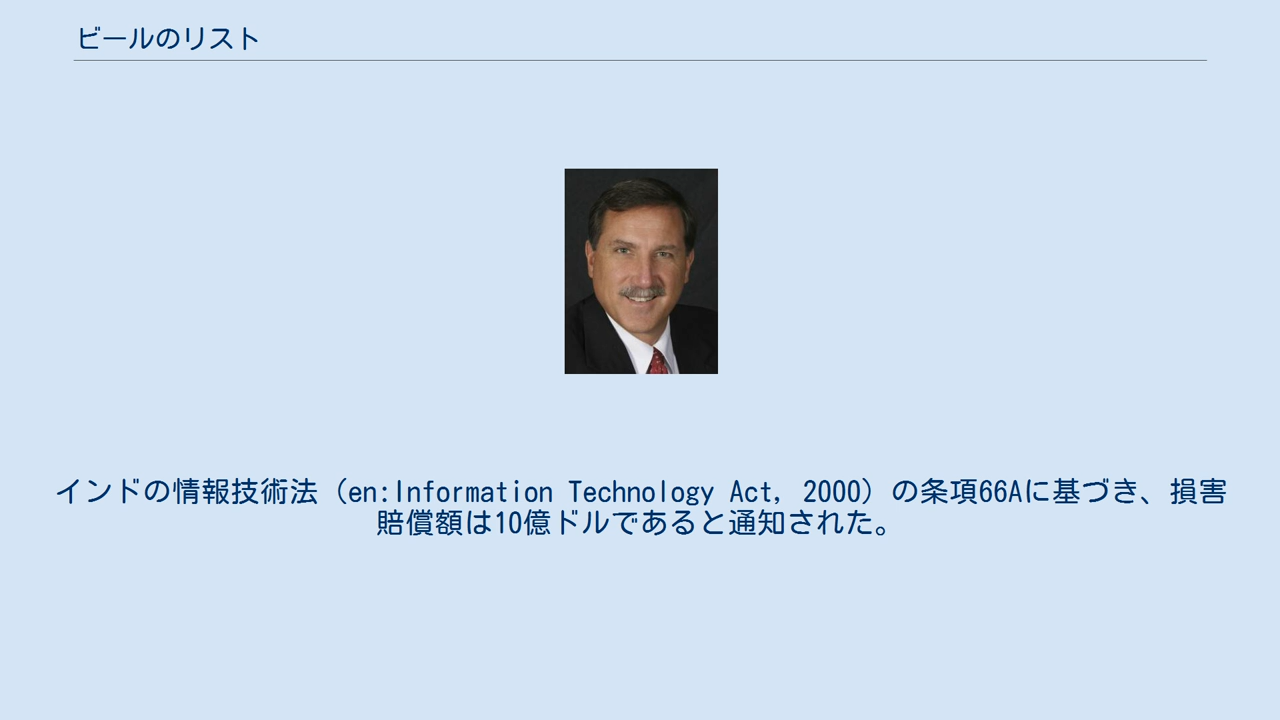 ビールのリスト
インドの情報技術法（en:Information Technology Act, 2000）の条項66Aに基づき、損害
賠償額は10億ドルであると通知された。